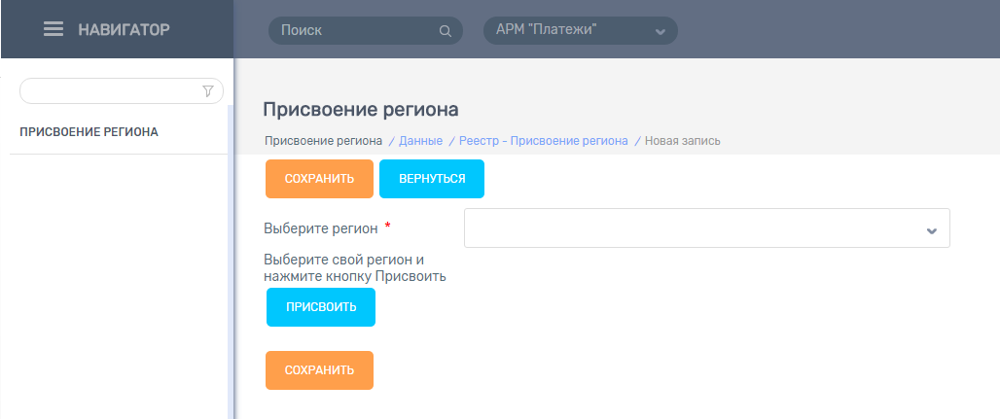 НАВИГАТОР
Поиск
АРМ "Платежи"
ПРИСВОЕНИЕ РЕГИОНА
Присвоение региона
Присвоение региона / Данные / Реестр - Присвоение региона / Новая запись
СОХРАНИТЬ ВЕРНУТЬСЯ
Выберите регион *
Выберите свой регион и
нажмите кнопку Присвоить
ПРИСВОИТЬ
СОХРАНИТЬ